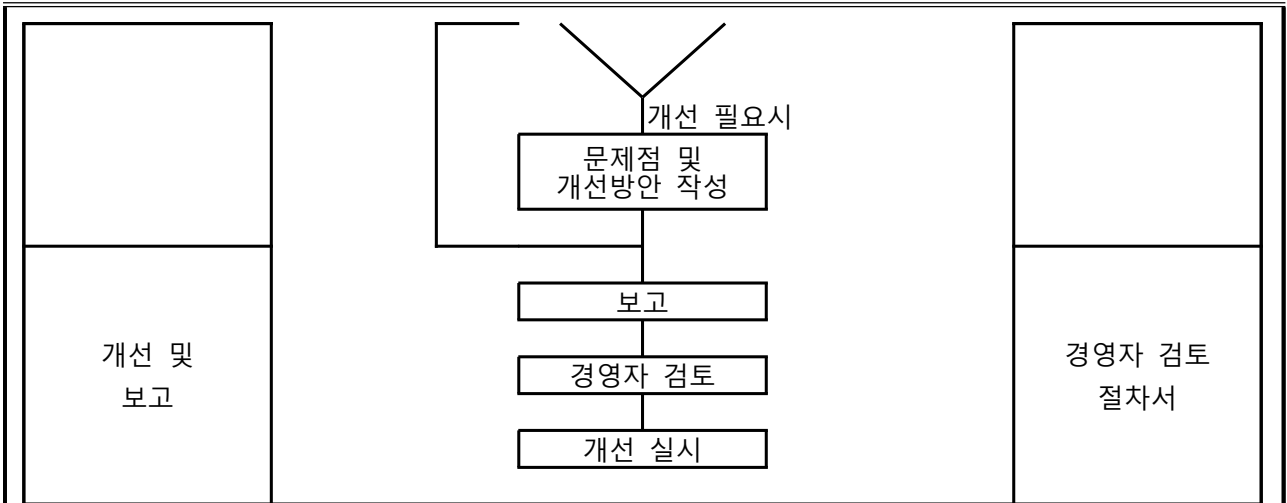 개선 필요시
문제점 및
개선방안 작성
보고
개선 및
보고
경영자 검토
개선 실시
경영자 검토
절차서